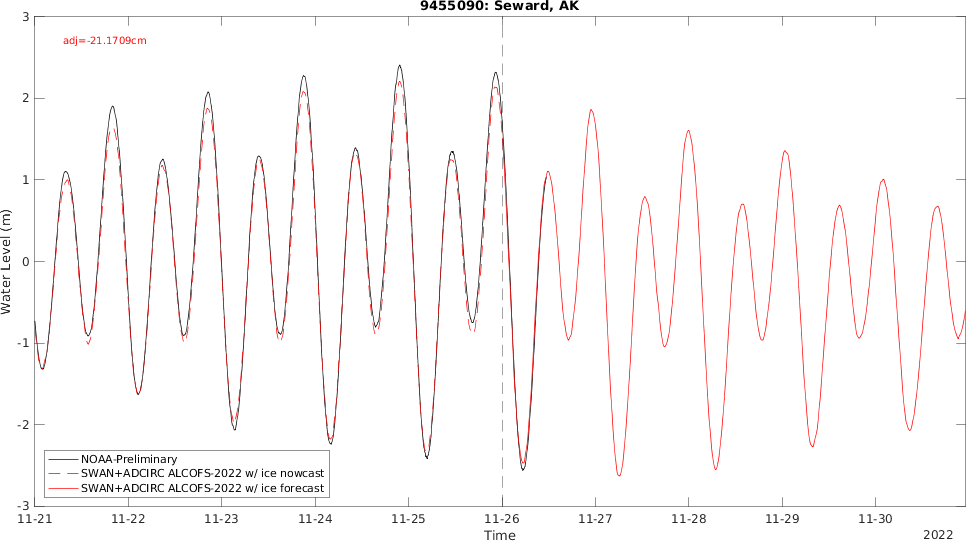 9455090: Seward, AK
adj=-21.1709cm
3
2
1
0
-1
-2
-3
Water Level (m)
NOAA-Preliminary
SWAN+ADCIRC ALCOFS-2022 w/ ice nowcast
SWAN+ADCIRC ALCOFS-2022 w/ ice forecast
11-21 11-22 11-23 11-24 11-25 11-26 11-27 11-28 11-29 11-30
Time
2022